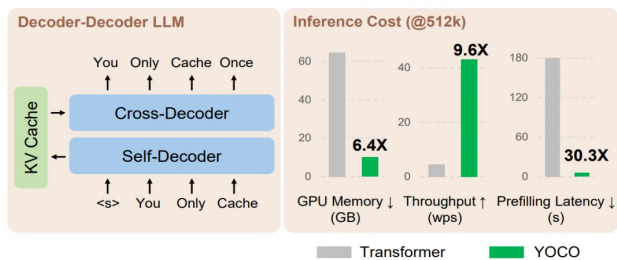 Decoder-Decoder LLM
You Only Cache Once
KV Cache
Cross-Decoder
Self-Decoder
<s> You Only Cache
Inference Cost (@512k)
60
40
20
0
6.4X
GPU Memory ↓
(GB)
40
20
0
9.6X
Throughput ↑
(wps)
180
120
60
0
30.3X
Prefilling Latency ↓
(s)
Transformer
YOCO